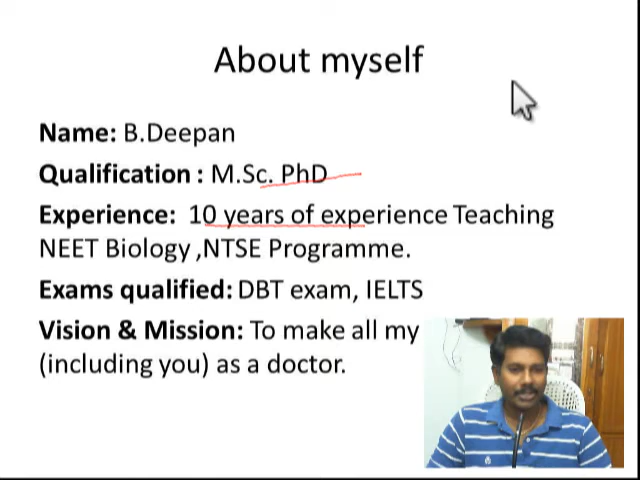 About myself
Name: B.Deepan
Qualification : M.Sc. PhD
Experience:  10 years of experience Teaching
NEET Biology ,NTSE Programme.
Exams qualified: DBT exam, IELTS
Vision & Mission: To make all my
(including you) as a doctor.